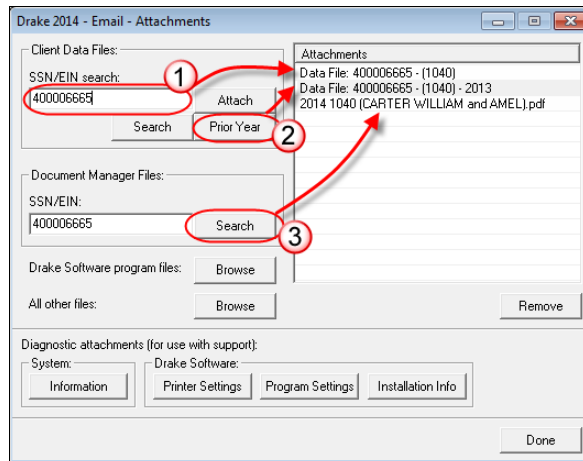 Drake 2014 - Email - Attachments
Client Data Files:
SSN/EIN search:
400006665
Attach
Search
Prior Year
1
2
Document Manager Files:
SSN/EIN:
400006665
Search
3
Drake Software program files:
Browse
All other files:
Browse
Attachments
Data File: 400006665 - (1040)
Data File: 400006665 - (1040) - 2013
2014 1040 (CARTER WILLIAM and AMEL).pdf
Remove
Diagnostic attachments (for use with support):
System:
Information
Drake Software:
Printer Settings
Program Settings
Installation Info
Done